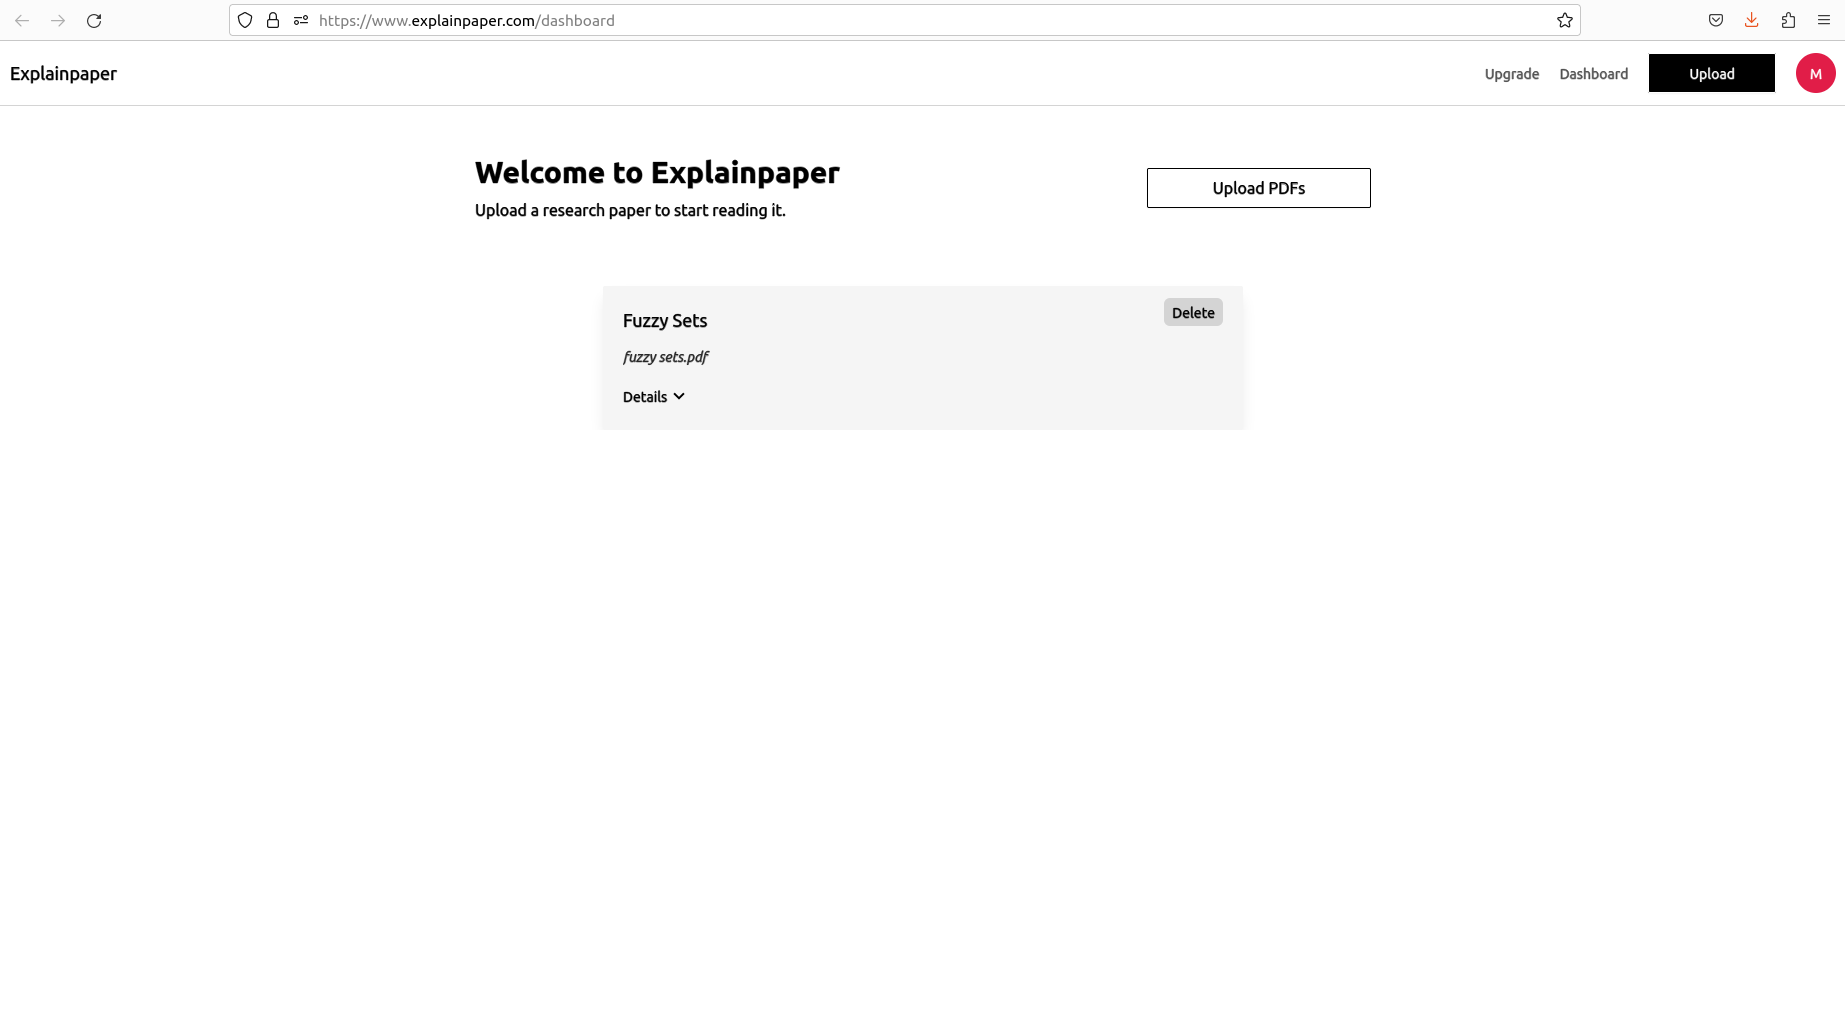 https://www.explainpaper.com/dashboard
Explainpaper
Upgrade
Dashboard
Upload
M
Welcome to Explainpaper
Upload PDFs
Upload a research paper to start reading it.
Delete
Fuzzy Sets
fuzzy sets.pdf
Details